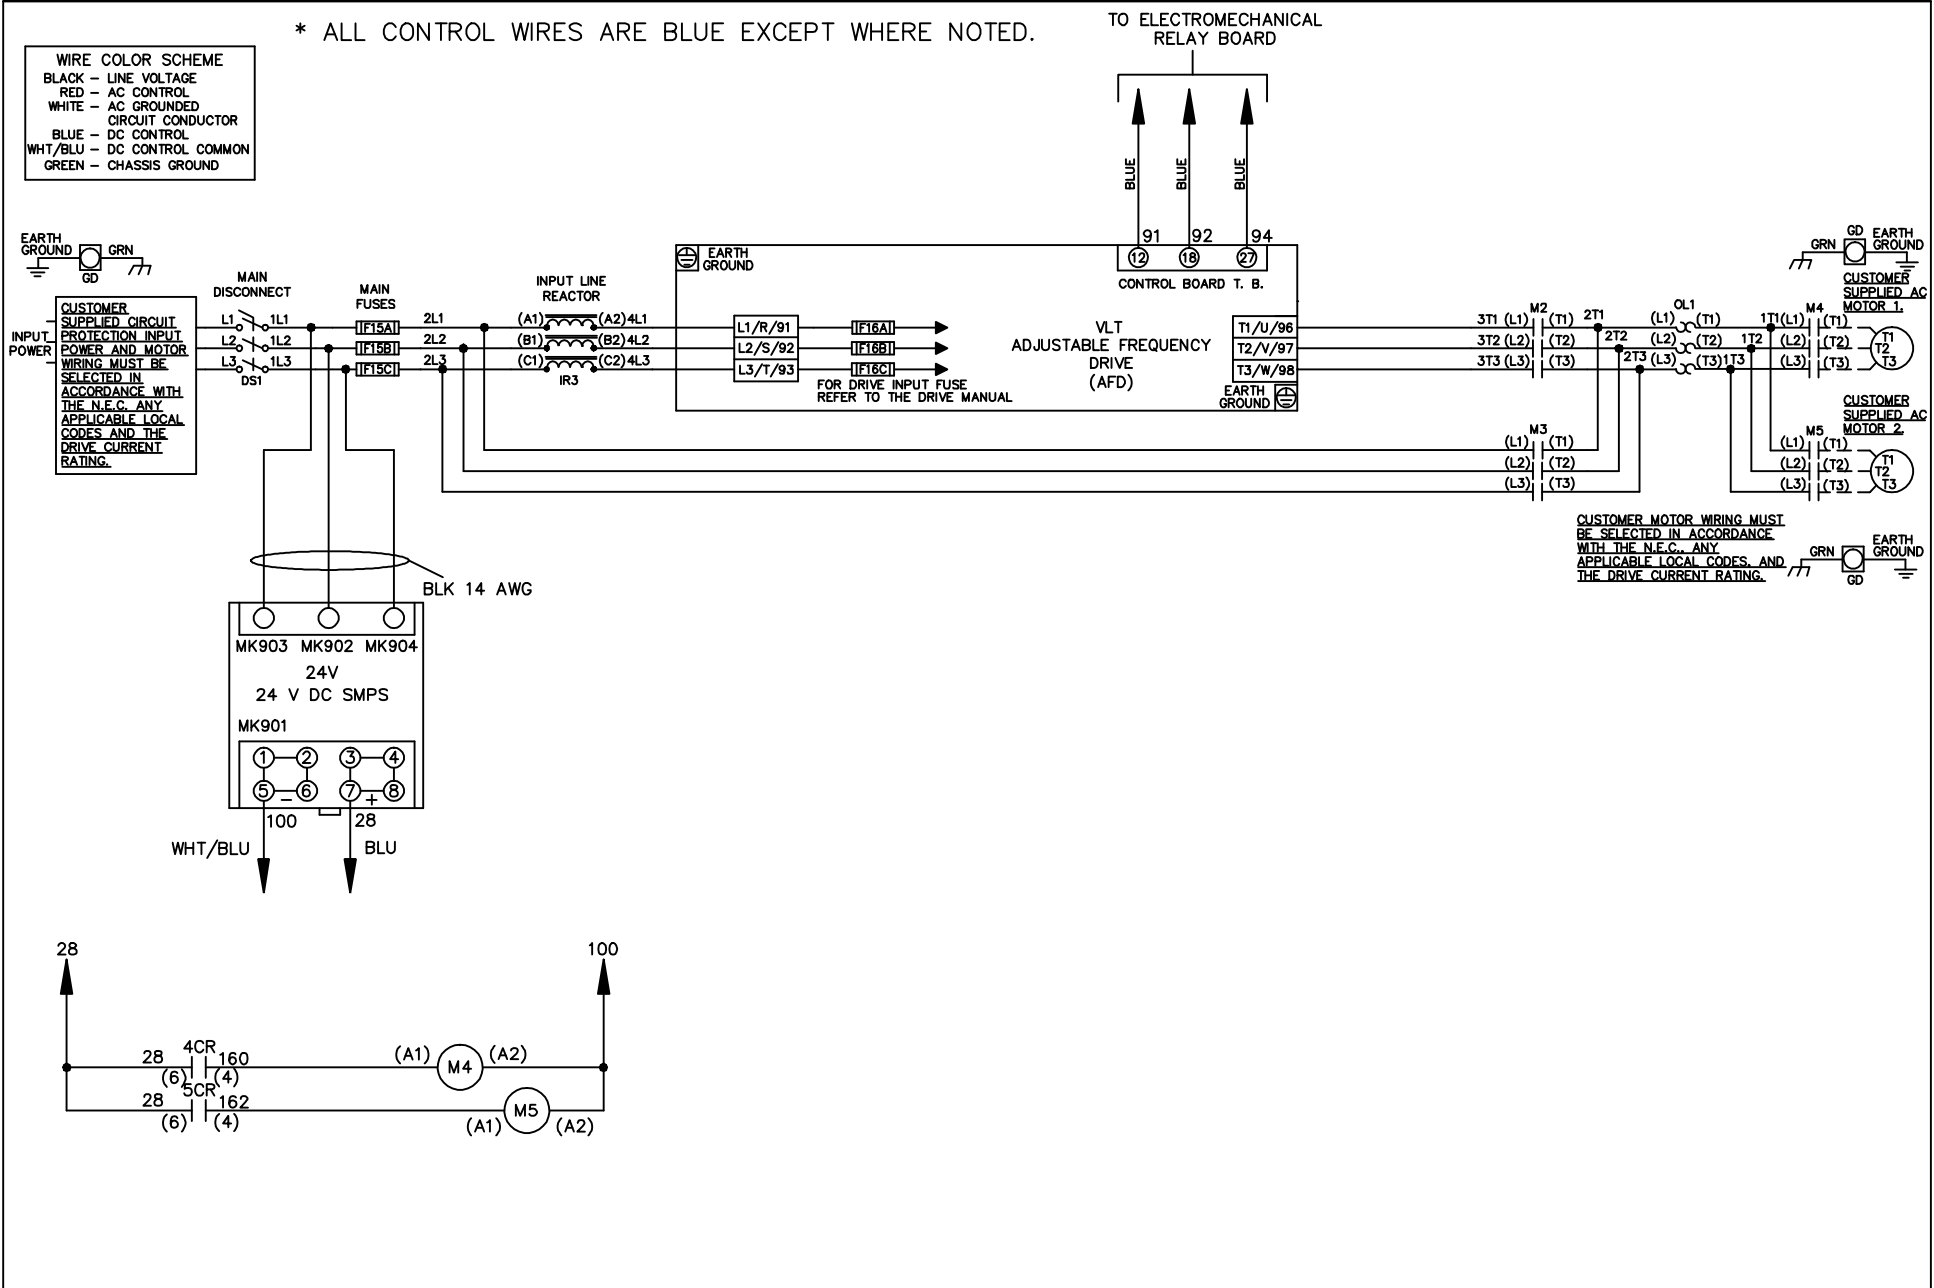 * ALL CONTROL WIRES ARE BLUE EXCEPT WHERE NOTED.
TO ELECTROMECHANICAL
RELAY BOARD
WIRE COLOR SCHEME
BLACK - LINE VOLTAGE
RED - AC CONTROL
WHITE - AC GROUNDED
CIRCUIT CONDUCTOR
BLUE - DC CONTROL
WHT/BLU - DC CONTROL COMMON
GREEN - CHASSIS GROUND
BLUE
BLUE
BLUE
91 92 94
12 18 27
CONTROL BOARD T. B.
EARTH
GROUND
GRN
GD
INPUT
POWER
CUSTOMER
SUPPLIED CIRCUIT
PROTECTION INPUT
POWER AND MOTOR
WIRING MUST BE
SELECTED IN
ACCORDANCE WITH
THE N.E.C. ANY
APPLICABLE LOCAL
CODES AND THE
DRIVE CURRENT
RATING.
MAIN
DISCONNECT
L1 1L1
L2 1L2
L3 1L3
DS1
MAIN
FUSES
F15A
F15B
F15C
2L1
2L2
2L3
INPUT LINE
REACTOR
(A1) (A2) 4L1
(B1) (B2) 4L2
(C1) (C2) 4L3
IR3
EARTH
GROUND
L1/R/91
L2/S/92
L3/T/93
F16A
F16B
F16C
FOR DRIVE INPUT FUSE
REFER TO THE DRIVE MANUAL
VLT
ADJUSTABLE FREQUENCY
DRIVE
(AFD)
T1/U/96
T2/V/97
T3/W/98
EARTH
GROUND
M2
3T1 (L1) (T1) 2T1
3T2 (L2) (T2) 2T2
3T3 (L3) (T3) 2T3
OL1
(L1) (T1) 1T1
(L2) (T2) 1T2
(L3) (T3) 1T3
M4
(L1) (T1)
(L2) (T2)
(L3) (T3)
GRN
GD
EARTH
GROUND
CUSTOMER
SUPPLIED AC
MOTOR 1.
T1
T2
T3
M3
(L1) (T1)
(L2) (T2)
(L3) (T3)
M5
(L1) (T1)
(L2) (T2)
(L3) (T3)
CUSTOMER
SUPPLIED AC
MOTOR 2.
T1
T2
T3
CUSTOMER MOTOR WIRING MUST
BE SELECTED IN ACCORDANCE
WITH THE N.E.C., ANY
APPLICABLE LOCAL CODES, AND
THE DRIVE CURRENT RATING.
GRN
GD
EARTH
GROUND
BLK 14 AWG
MK903 MK902 MK904
24V
24 V DC SMPS
MK901
1 2 3 4
5 - 6 7 + 8
100 28
WHT/BLU BLU
28 100
28 4CR 160
(6) (4)
(A1) M4 (A2)
28 5CR 162
(6) (4)
(A1) M5 (A2)